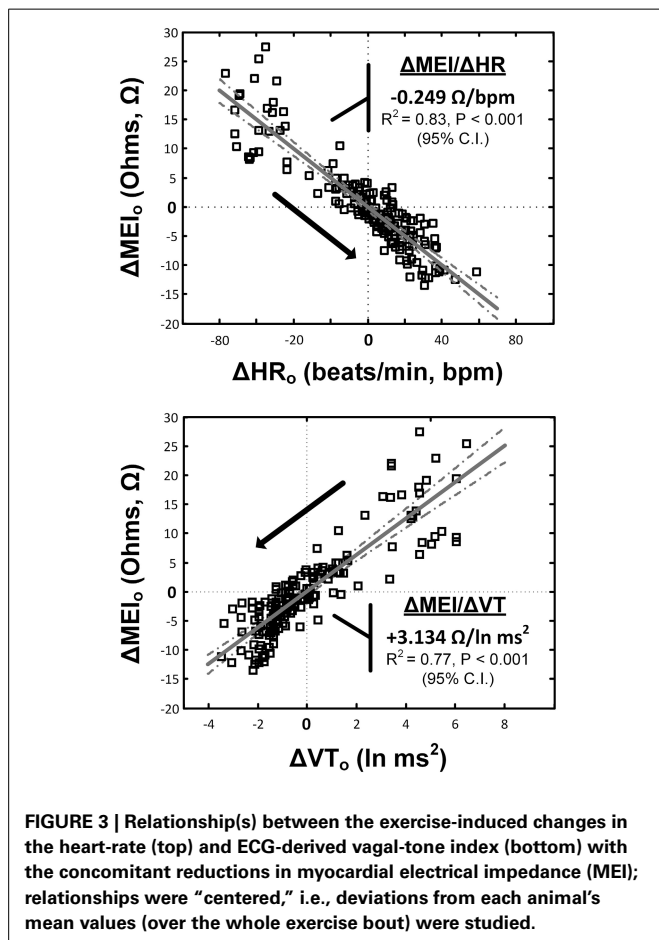 ΔMEIₒ (Ohms, Ω)
30
25
20
15
10
5
0
-5
-10
-15
-20
ΔMEI/ΔHR
-0.249 Ω/bpm
R² = 0.83, P < 0.001
(95% C.I.)
-80 -20 0 40 80
ΔHRₒ (beats/min, bpm)
ΔMEIₒ (Ohms, Ω)
30
25
20
15
10
5
0
-5
-10
-15
-20
ΔMEI/ΔVT
+3.134 Ω/ln ms²
R² = 0.77, P < 0.001
(95% C.I.)
-4 -2 0 2 4 6 8
ΔVTₒ (ln ms²)
FIGURE 3 | Relationship(s) between the exercise-induced changes in
the heart-rate (top) and ECG-derived vagal-tone index (bottom) with
the concomitant reductions in myocardial electrical impedance (MEI);
relationships were “centered,” i.e., deviations from each animal’s
mean values (over the whole exercise bout) were studied.